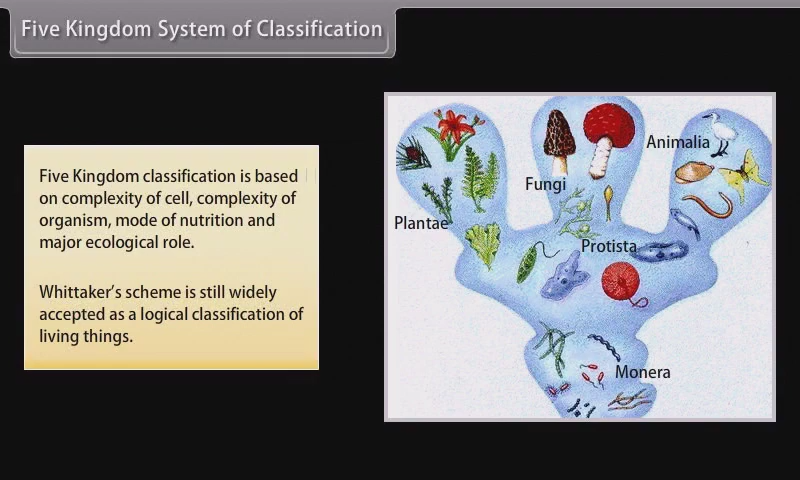 Five Kingdom System of Classification
Five Kingdom classification is based
on complexity of cell, complexity of
organism, mode of nutrition and
major ecological role.
Whittaker's scheme is still widely
accepted as a logical classification of
living things.
Animalia
Fungi
Plantae
Protista
Monera